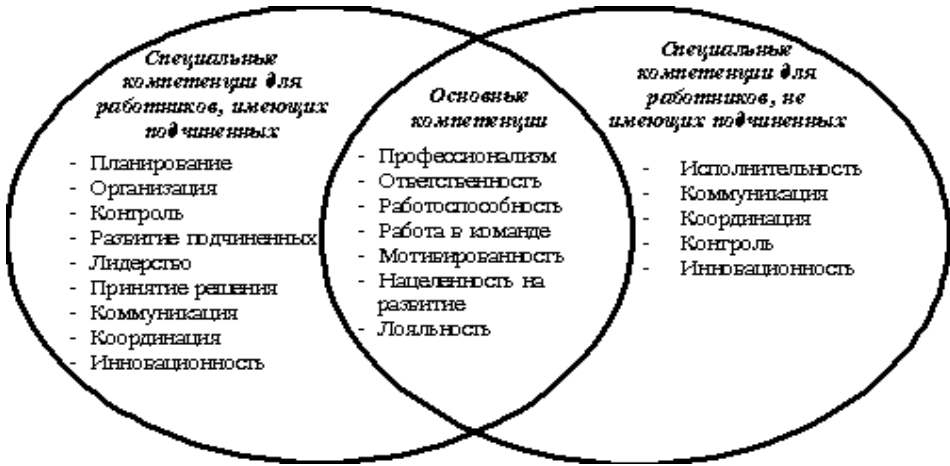 Специальные
компетенции для
работников, имеющих
подчиненных
- Планирование
- Организация
- Контроль
- Развитие подчиненных
- Лидерство
- Принятие решения
- Коммуникация
- Координация
- Инновационность
Основные
компетенции
- Профессионализм
- Ответственность
- Работоспособность
- Работа в команде
- Мотивированность
- Нацеленность на
развитие
- Лояльность
Специальные
компетенции для
работников, не
имеющих подчиненных
- Исполнительность
- Коммуникация
- Координация
- Контроль
- Инновационность